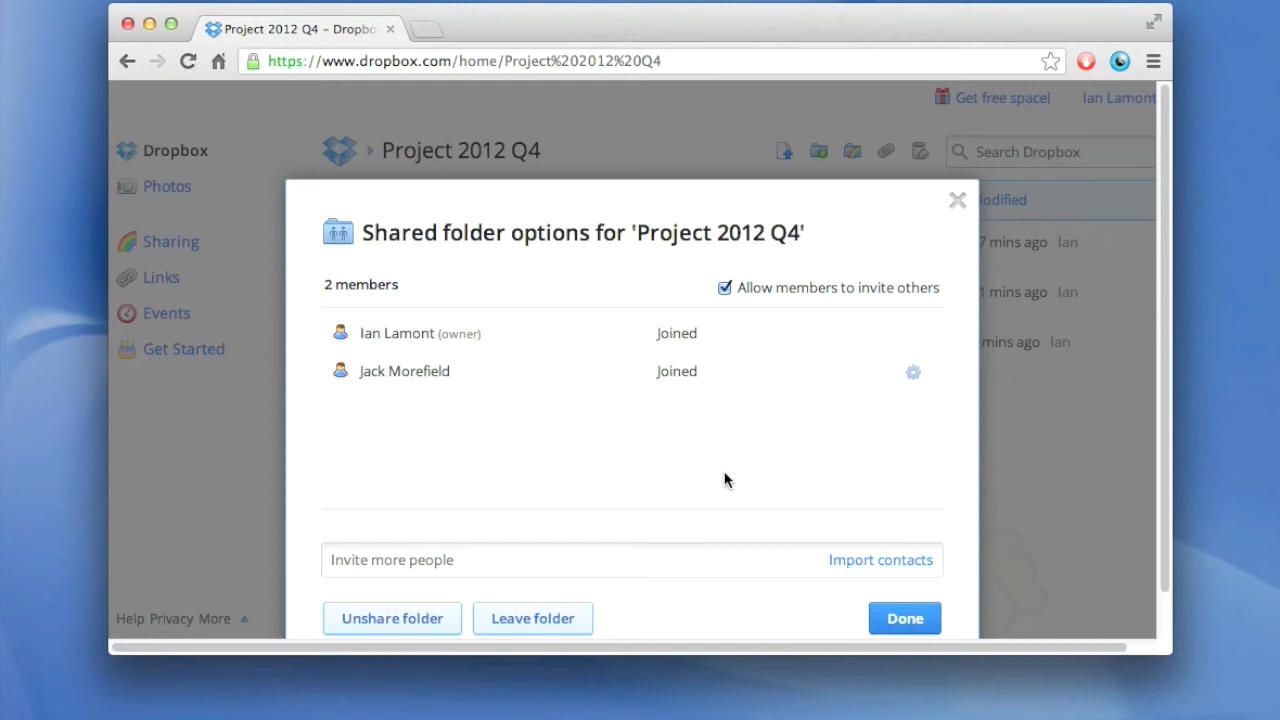 Project 2012 Q4 – Dropbo
https://www.dropbox.com/home/Project%202012%20Q4
Get free space! Ian Lamont
Dropbox
Project 2012 Q4
Search Dropbox
Photos
Sharing
Links
Events
Get Started
odified
7 mins ago Ian
1 mins ago Ian
mins ago Ian
Shared folder options for 'Project 2012 Q4'
2 members
Allow members to invite others
Ian Lamont (owner) Joined
Jack Morefield Joined
Invite more people Import contacts
Unshare folder Leave folder Done
Help Privacy More